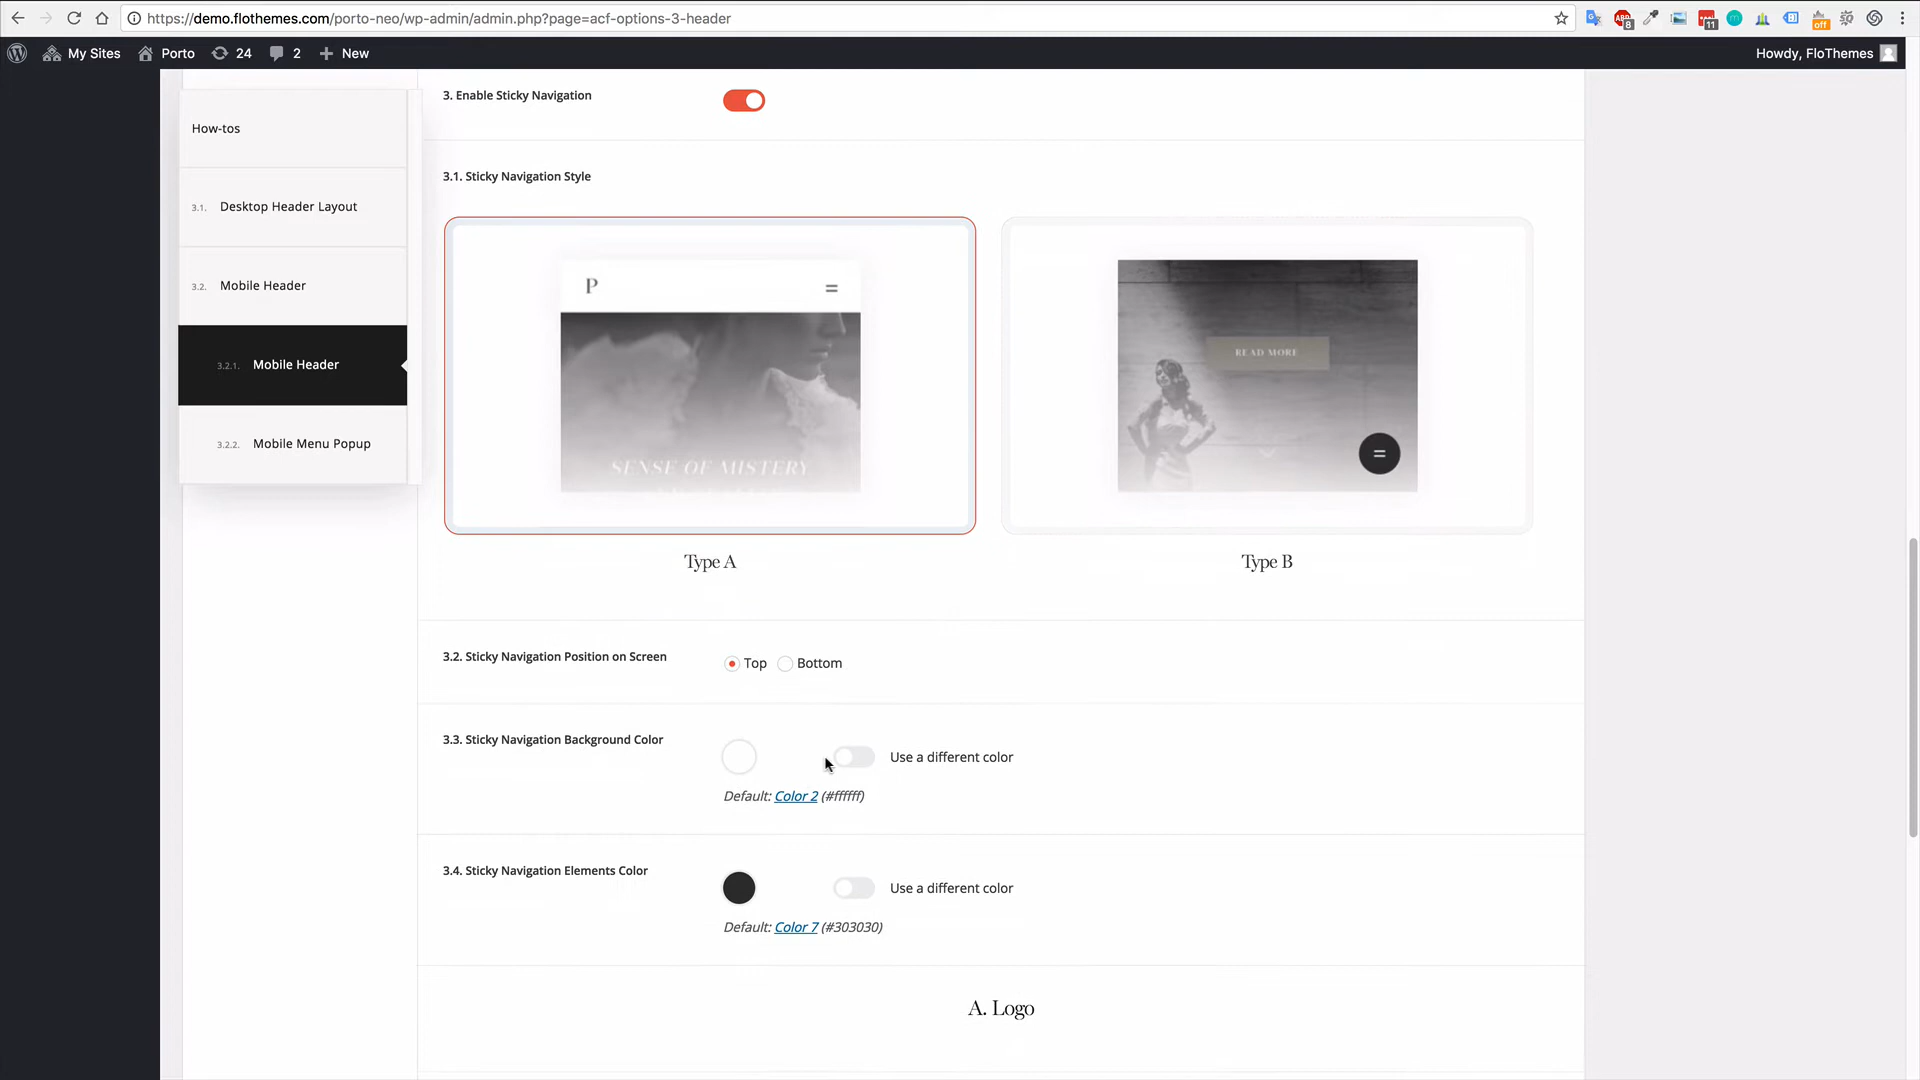 https://demo.flothemes.com/porto-neo/wp-admin/admin.php?page=acf-options-3-header
8
11
off
My Sites
Porto
24
2
New
Howdy, FloThemes
How-tos
3.1. Desktop Header Layout
3.2. Mobile Header
3.2.1. Mobile Header
3.2.2. Mobile Menu Popup
3. Enable Sticky Navigation
3.1. Sticky Navigation Style
P
SENSE OF MISTERY
READ MORE
Type A
Type B
3.2. Sticky Navigation Position on Screen
Top
Bottom
3.3. Sticky Navigation Background Color
Use a different color
Default: Color 2 (#ffffff)
3.4. Sticky Navigation Elements Color
Use a different color
Default: Color 7 (#303030)
A. Logo